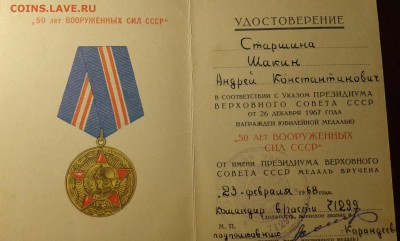 COINS.LAVE.RU
"50 лет ВООРУЖЕННЫХ СИЛ СССР"
УДОСТОВЕРЕНИЕ
Старшина
Шакин
Андрей Константинович
В СООТВЕТСТВИИ С УКАЗОМ ПРЕЗИДИУМА
ВЕРХОВНОГО СОВЕТА СССР
ОТ 26 ДЕКАБРЯ 1967 ГОДА
НАГРАЖДЕН ЮБИЛЕЙНОЙ МЕДАЛЬЮ
"50 ЛЕТ ВООРУЖЕННЫХ
СИЛ СССР"
ОТ ИМЕНИ ПРЕЗИДИУМА ВЕРХОВНОГО
СОВЕТА СССР МЕДАЛЬ ВРУЧЕНА
"23" февраля 1968 года
командир в/части 71299
М. П.
подполковник